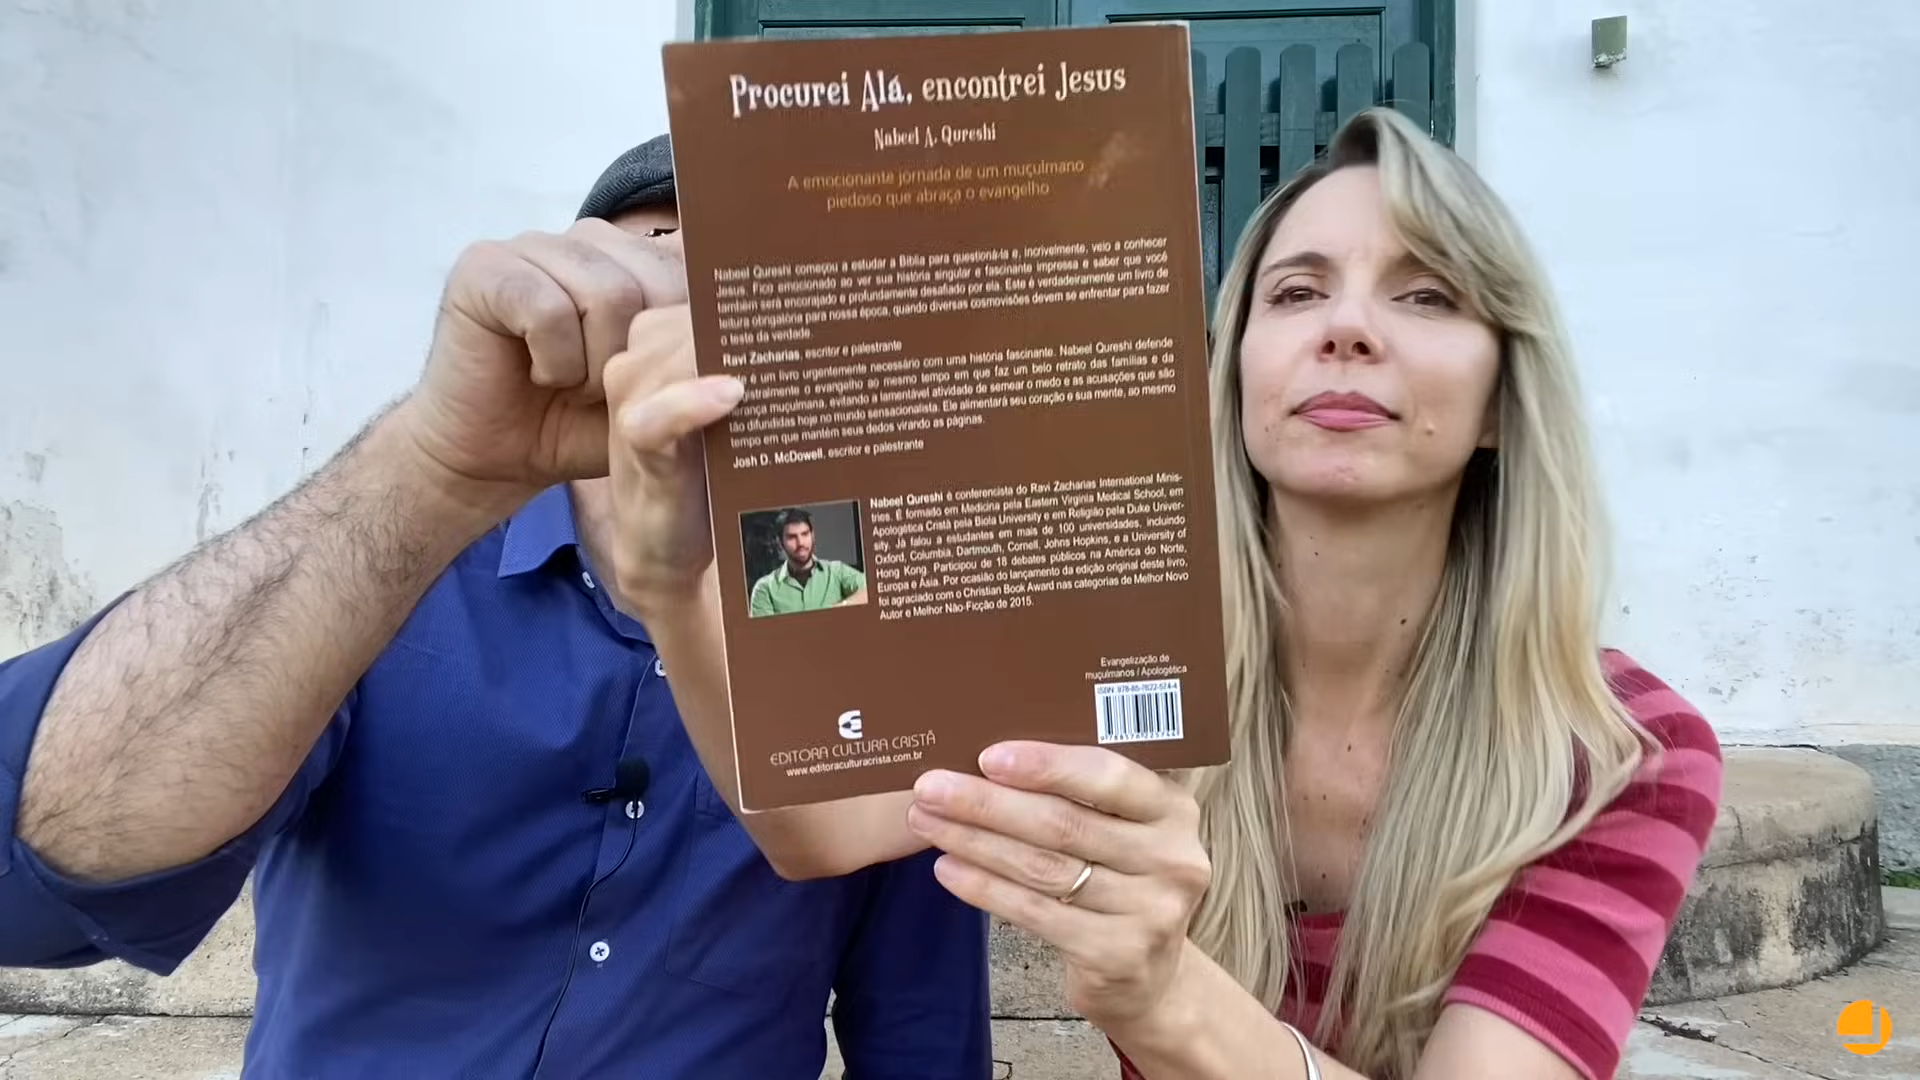 Procurei Alá, encontrei Jesus
Nabeel A. Qureshi
A emocionante jornada de um muçulmano
piedoso que abraça o evangelho
Nabeel Qureshi começou a estudar a Bíblia para questioná-la e, incrivelmente, veio a conhecer
Jesus. Fico emocionado ao ver sua história singular e fascinante impressa e saber que você
também será encorajado e profundamente desafiado por ela. Este é verdadeiramente um livro de
leitura obrigatória para nossa época, quando diversas cosmovisões devem se enfrentar para fazer
o teste da verdade.
Ravi Zacharias, escritor e palestrante
é um livro urgentemente necessário com uma história fascinante. Nabeel Qureshi defende
o evangelho ao mesmo tempo em que faz um belo retrato das famílias e da
muçulmana, evitando a lamentável atividade de semear o medo e as acusações que são
tão difundidas hoje no mundo sensacionalista. Ele alimentará seu coração e sua mente, ao mesmo
tempo em que mantém seus dedos virando as páginas.
Josh D. McDowell, escritor e palestrante
Nabeel Qureshi é conferencista do Ravi Zacharias International Minis-
tries. É formado em Medicina pela Eastern Virginia Medical School, em
Apologética Cristã pela Biola University e em Religião pela Duke Univer-
sity. Já falou a estudantes em mais de 100 universidades, incluindo
Oxford, Columbia, Dartmouth, Cornell, Johns Hopkins, e a University of
Hong Kong. Participou de 18 debates públicos na América do Norte,
Europa e Ásia. Por ocasião do lançamento da edição original deste livro,
foi agraciado com o Christian Book Award nas categorias de Melhor Novo
Autor e Melhor Não-Ficção de 2015.
Evangelização de
muçulmanos / Apologética
ISBN: 978-85-7622-574-4
9788576225744
EDITORA CULTURA CRISTÃ
www.editoraculturacrista.com.br